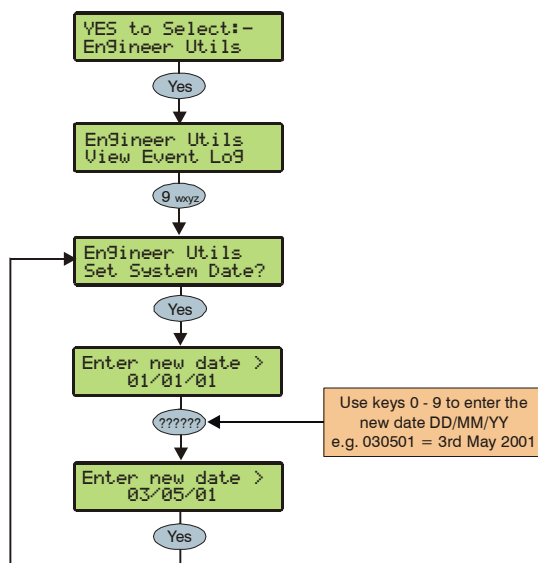 YES to Select:-
Engineer Utils
Yes
Engineer Utils
View Event Log
9 wxyz
Engineer Utils
Set System Date?
Yes
Enter new date >
01/01/01
??????
Use keys 0 - 9 to enter the
new date DD/MM/YY
e.g. 030501 = 3rd May 2001
Enter new date >
03/05/01
Yes